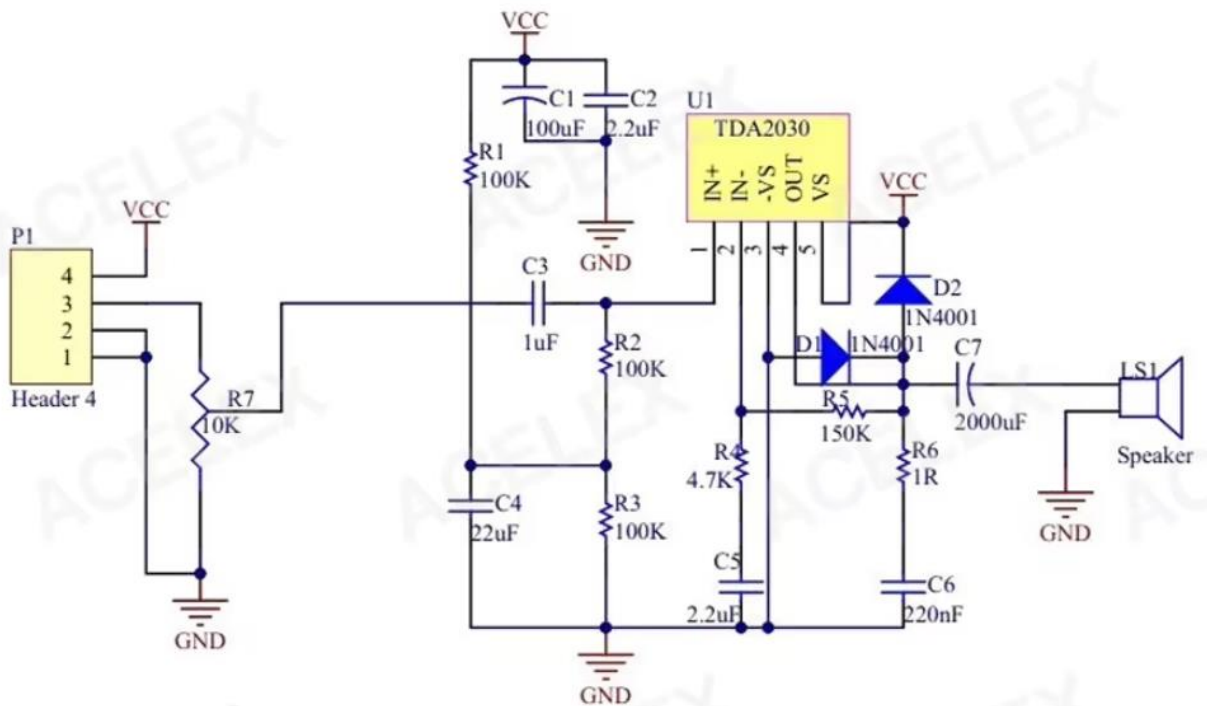 VCC
C1
100uF
C2
2.2uF
R1
100K
GND
U1
TDA2030
IN+
IN-
-VS
OUT
VS
1
2
3
4
5
VCC
D2
1N4001
D1
1N4001
P1
VCC
4
3
2
1
Header 4
R7
10K
GND
C3
1uF
R2
100K
C4
22uF
R3
100K
GND
R4
4.7K
C5
2.2uF
R5
150K
R6
1R
C6
220nF
C7
2000uF
LS1
Speaker
GND
ACELEX
ACELEX
ACELEX
ACELEX
ACELEX